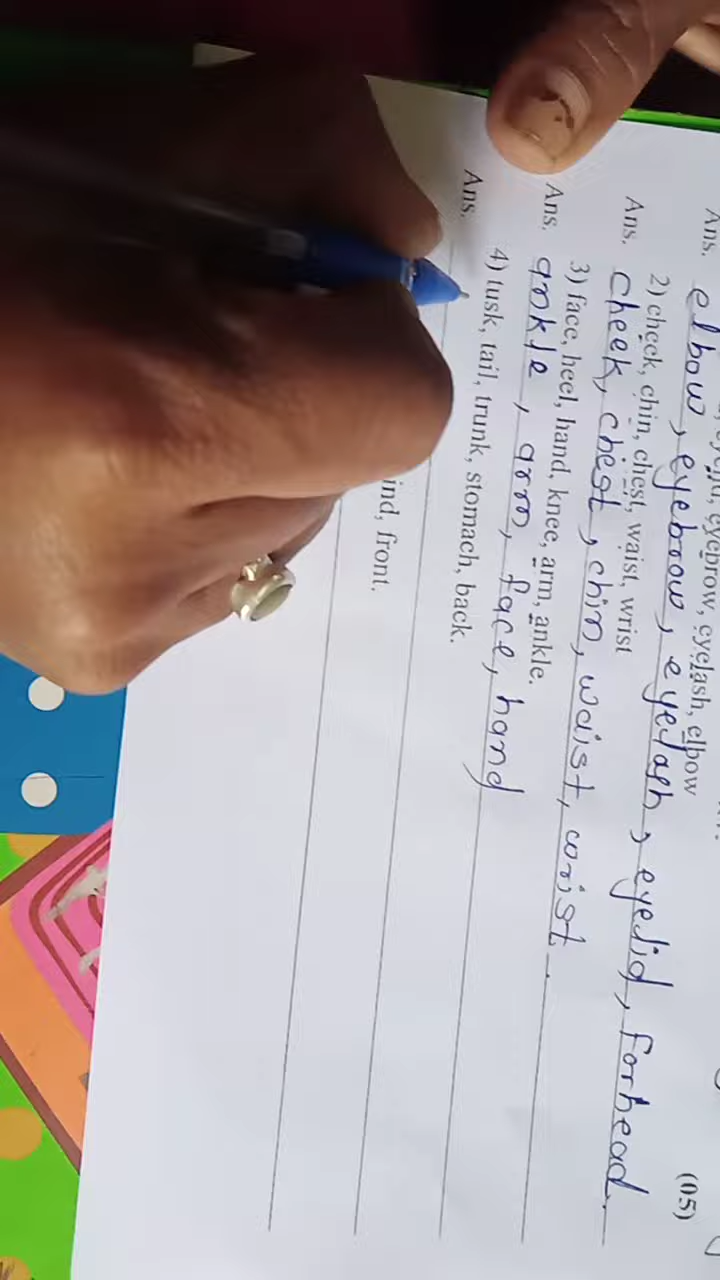 eyebrow, eyelash, elbow
Ans. elbow, eyebrow, eyelash, eyelid, forhead.
(05)
2) cheek, chin, chest, waist, wrist
Ans. cheek, chest, chin, waist, wrist.
3) face, heel, hand, knee, arm, ankle.
Ans. ankle, arm, face, hand
4) tusk, tail, trunk, stomach, back.
Ans.
ind, front.